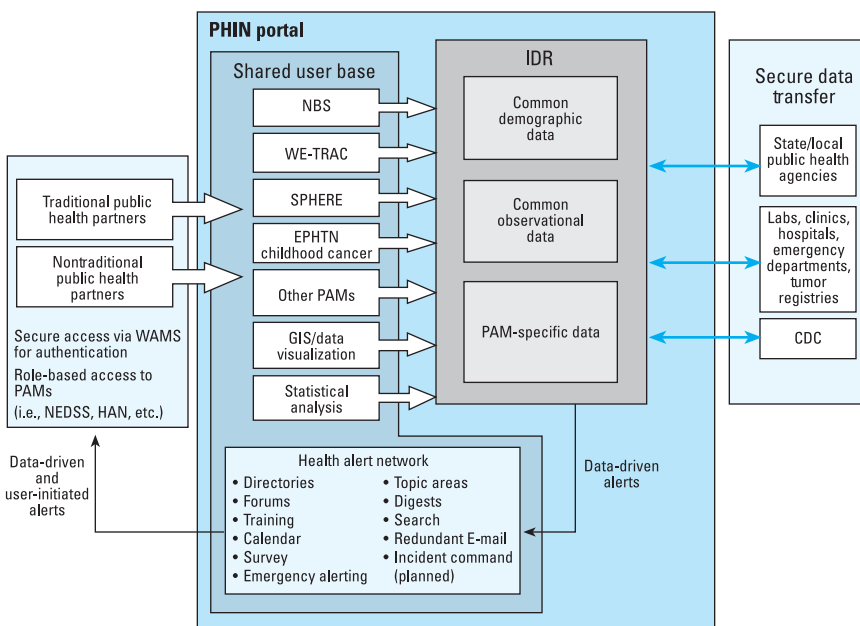 PHIN portal
Shared user base
NBS
WE-TRAC
SPHERE
EPHTN
childhood cancer
Other PAMs
GIS/data
visualization
Statistical
analysis
IDR
Common
demographic
data
Common
observational
data
PAM-specific data
Secure data
transfer
State/local
public health
agencies
Labs, clinics,
hospitals,
emergency
departments,
tumor
registries
CDC
Traditional public
health partners
Nontraditional
public health
partners
Secure access via WAMS
for authentication
Role-based access to
PAMs
(i.e., NEDSS, HAN, etc.)
Data-driven
and
user-initiated
alerts
Health alert network
• Directories
• Forums
• Training
• Calendar
• Survey
• Emergency alerting
• Topic areas
• Digests
• Search
• Redundant E-mail
• Incident command
(planned)
Data-driven
alerts